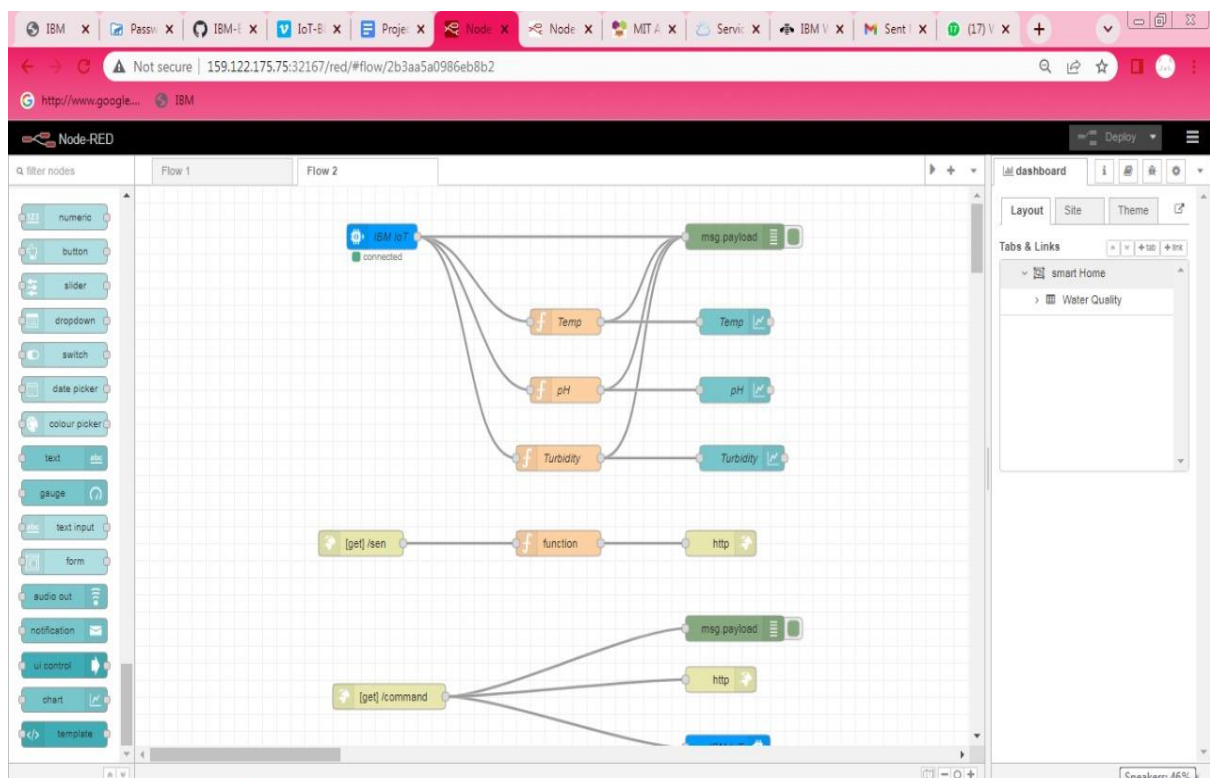 IBM
Passw
IBM-E
IoT-Bl
Projec
Node
Node
MIT A
Servic
IBM W
Sent
(17) V
Not secure | 159.122.175.75:32167/red/#flow/2b3aa5a0986eb8b2
http://www.google....
IBM
Node-RED
Deploy
filter nodes
Flow 1
Flow 2
dashboard
Layout
Site
Theme
Tabs & Links
+tab
+link
smart Home
Water Quality
numeric
button
slider
dropdown
switch
date picker
colour picker
text
gauge
text input
form
audio out
notification
ui control
chart
template
IBM IoT
connected
msg.payload
Temp
Temp
pH
pH
Turbidity
Turbidity
[get] /sen
function
http
msg.payload
[get] /command
http
IBM IoT
Speakers: 46%